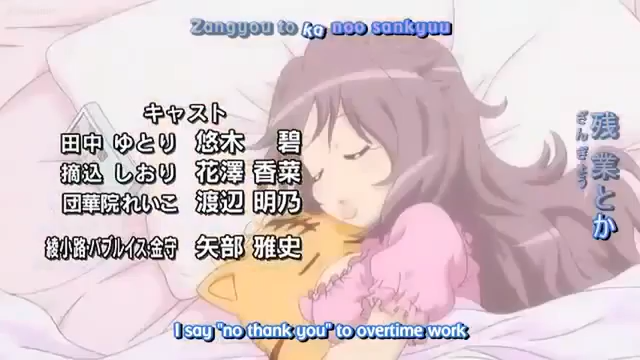 Zangyou to ka noo sankyuu
キャスト
田中 ゆとり 悠木 碧
摘込 しおり 花澤 香菜
団華院れいこ 渡辺 明乃
綾小路・パブルイス・金守 矢部 雅史
残業とか
ざんぎょう
I say "no thank you" to overtime work